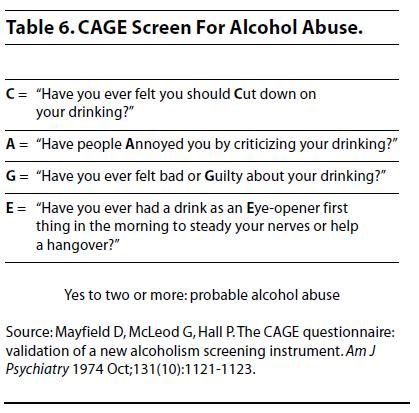 Table 6. CAGE Screen For Alcohol Abuse.
C = “Have you ever felt you should Cut down on
your drinking?”
A = “Have people Annoyed you by criticizing your drinking?”
G = “Have you ever felt bad or Guilty about your drinking?”
E = “Have you ever had a drink as an Eye-opener first
thing in the morning to steady your nerves or help
a hangover?”
Yes to two or more: probable alcohol abuse
Source: Mayfield D, McLeod G, Hall P. The CAGE questionnaire:
validation of a new alcoholism screening instrument. Am J
Psychiatry 1974 Oct;131(10):1121-1123.